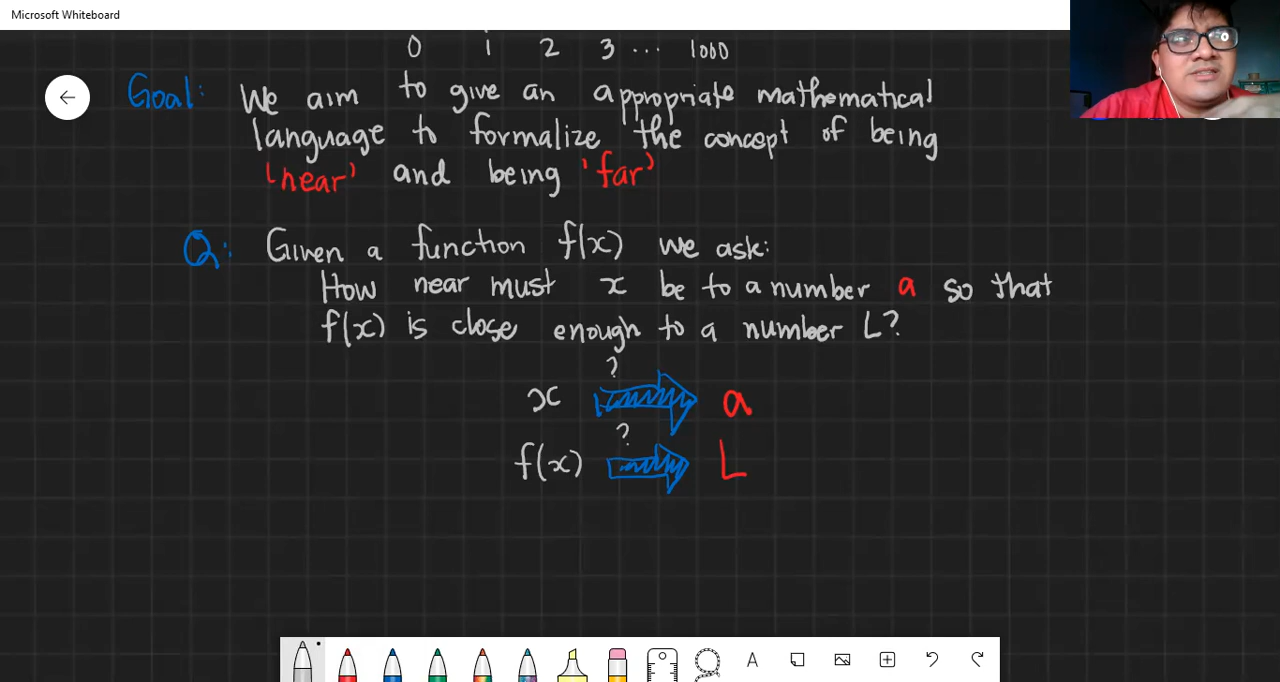 Microsoft Whiteboard
0 1 2 3 ... 1000
Goal: We aim to give an appropriate mathematical
language to formalize the concept of being
'near' and being 'far'
Q: Given a function f(x) we ask:
How near must x be to a number a so that
f(x) is close enough to a number L?
?
x a
?
f(x) L
A